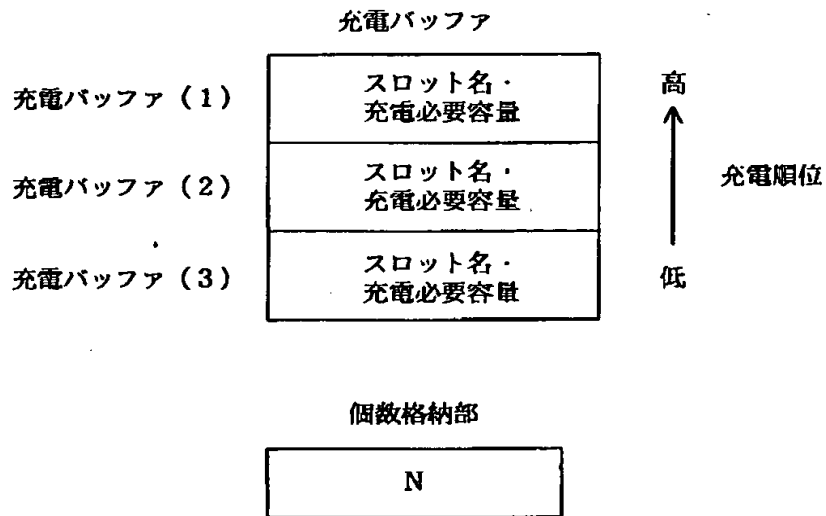 充電バッファ
充電バッファ（1）
スロット名・
充電必要容量
高
充電バッファ（2）
スロット名・
充電必要容量
充電順位
充電バッファ（3）
スロット名・
充電必要容量
低
個数格納部
N